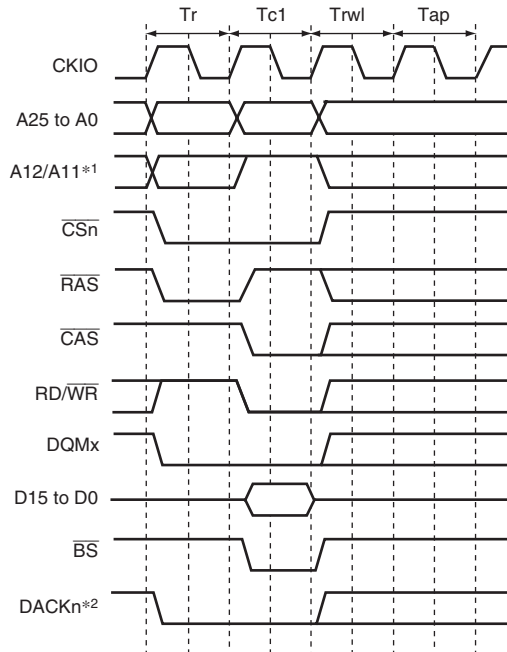 Tr Tc1 Trwl Tap
CKIO
A25 to A0
A12/A11*1
CSn
RAS
CAS
RD/WR
DQMx
D15 to D0
BS
DACKn*2